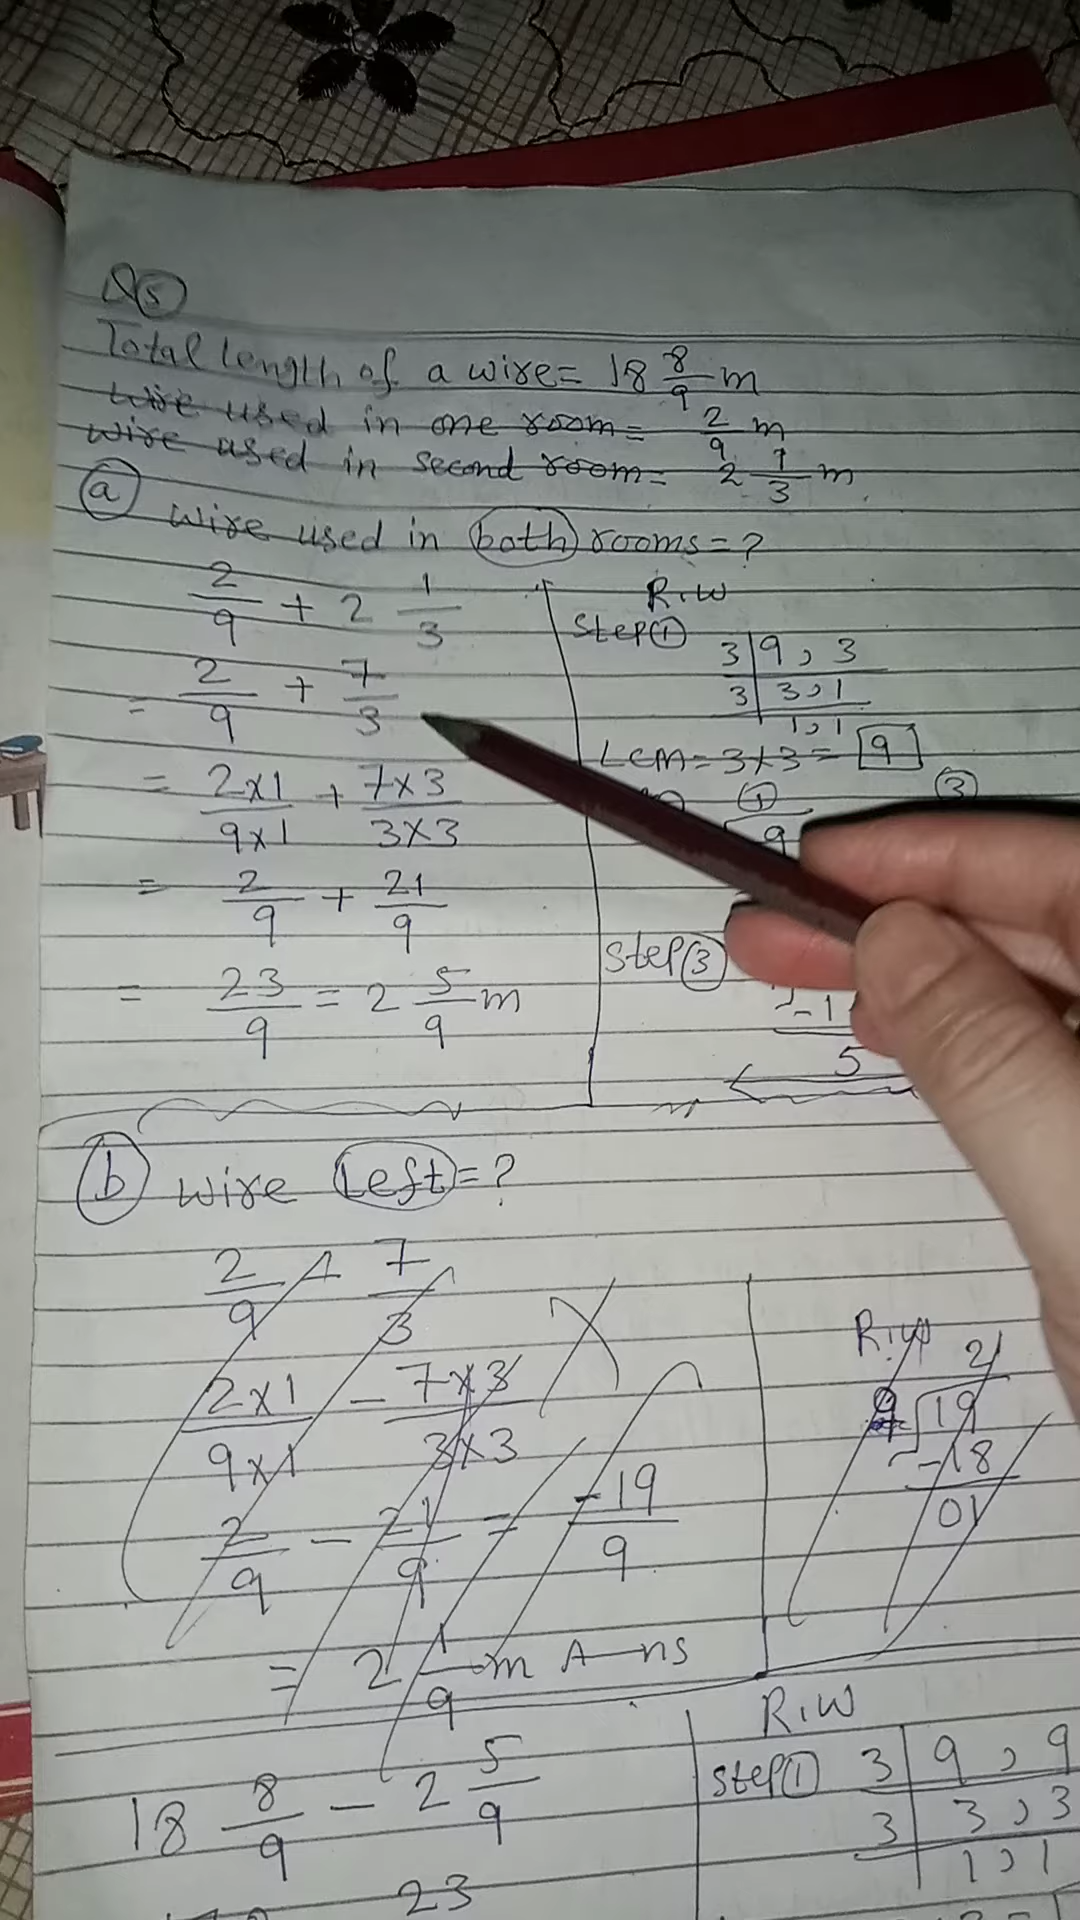 Q5
Total length of a wire= 18 8/9 m
wire used in one room= 2/9 m
wire used in second room= 2 1/3 m.
(a) wire used in both rooms=?
2/9 + 2 1/3
= 2/9 + 7/3
= 2×1/9×1 + 7×3/3×3
= 2/9 + 21/9
= 23/9 = 2 5/9 m
R.W
Step(1)
3|9, 3
3|3, 1
1, 1
LCM=3×3= 9
(1) (3)
9
Step(3)
-1
5
(b) Wire Left=?
2/9 - 7/3
2×1/9×1 - 7×3/3×3
2/9 - 21/9 = -19/9
= 2 1/9 m Ans
R.W
2
9 19
-18
01
18 8/9 - 2 5/9
23
R.W
Step(1) 3|9, 9
3|3, 3
1, 1